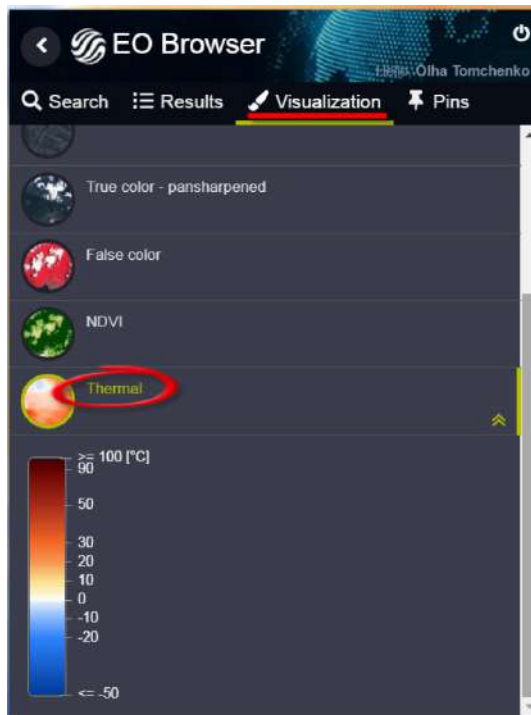 EO Browser
Hello, Olha Tomchenko
Search Results Visualization Pins
True color - pansharpened
False color
NDVI
Thermal
>= 100 [°C]
90
50
30
20
10
0
-10
-20
<= -50